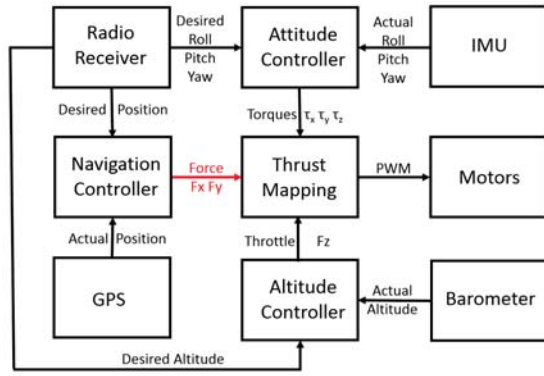 Radio
Receiver
Desired
Roll
Pitch
Yaw
Attitude
Controller
Actual
Roll
Pitch
Yaw
IMU
Desired Position
Torques τx τy τz
Navigation
Controller
Force
Fx Fy
Thrust
Mapping
PWM
Motors
Actual Position
Throttle Fz
GPS
Altitude
Controller
Actual
Altitude
Barometer
Desired Altitude